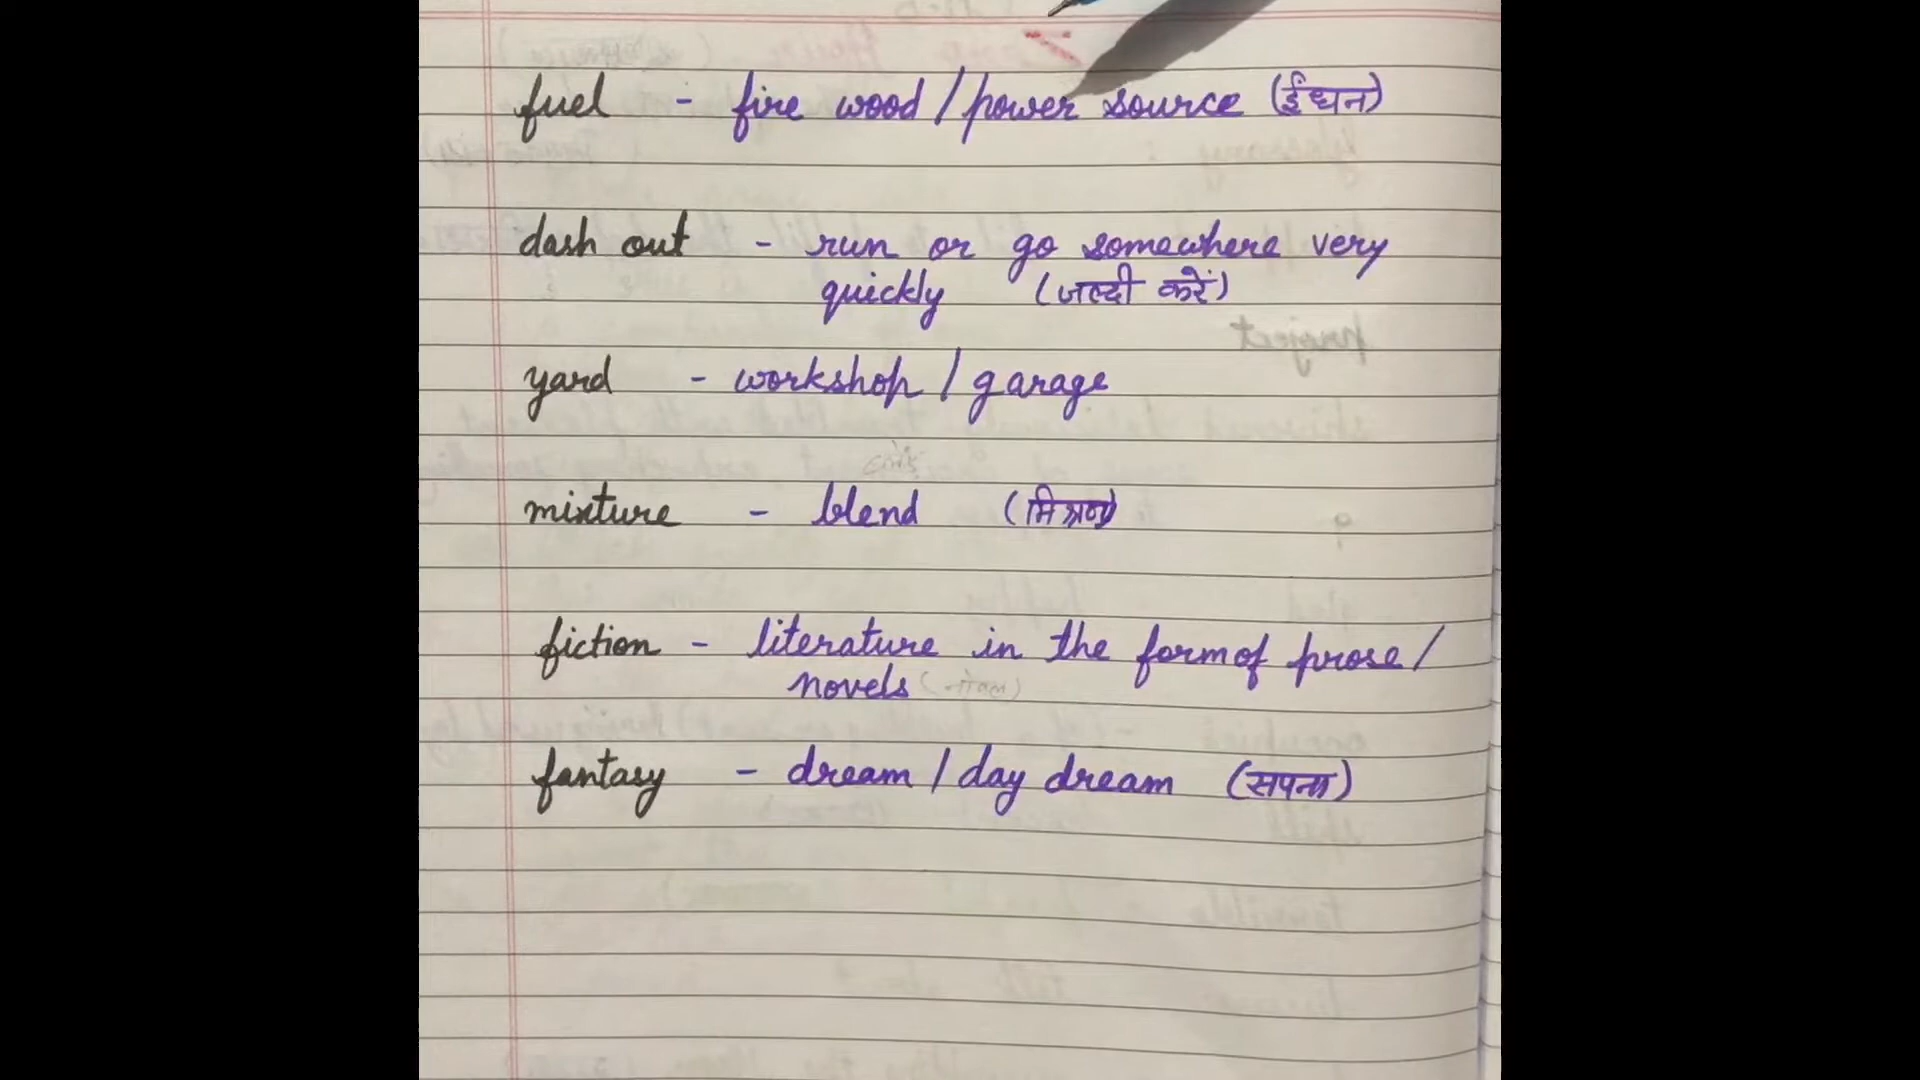 fuel - fire wood / power source (ईंधन)
dash out - run or go somewhere very
quickly (जल्दी करें)
yard - workshop / garage
mixture - blend (मिश्रण)
fiction - literature in the form of prose /
novels
fantasy - dream / day dream (सपना)